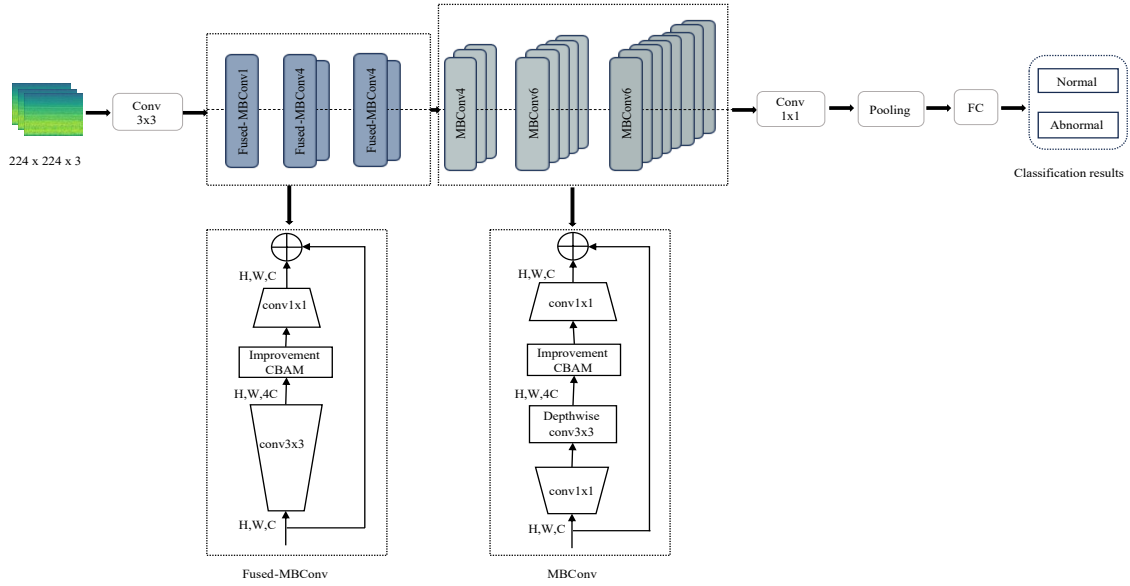 224 x 224 x 3
Conv
3x3
Fused-MBConv1
Fused-MBConv4
Fused-MBConv4
MBConv4
MBConv6
MBConv6
Conv
1x1
Pooling
FC
Normal
Abnormal
Classification results
H,W,C
conv1x1
Improvement
CBAM
H,W,4C
conv3x3
H,W,C
Fused-MBConv
H,W,C
conv1x1
Improvement
CBAM
H,W,4C
Depthwise
conv3x3
conv1x1
H,W,C
MBConv